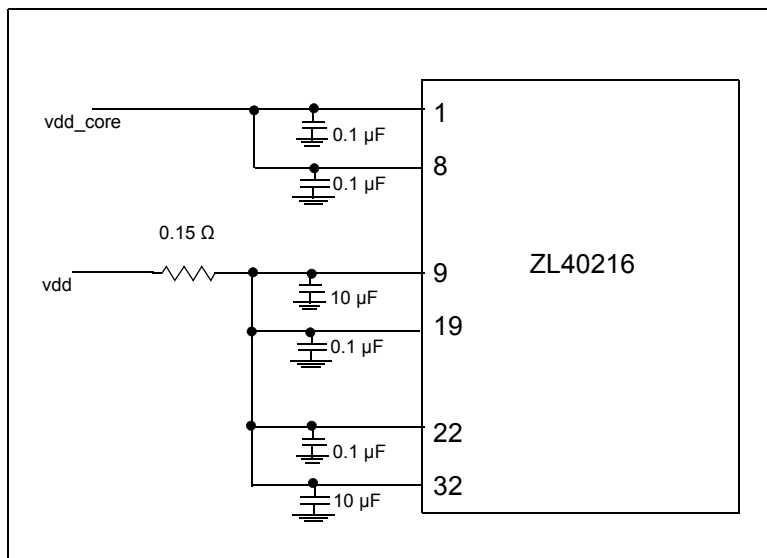 vdd_core
1
0.1 µF
8
0.1 µF
0.15 Ω
vdd
9
10 µF
ZL40216
19
0.1 µF
22
0.1 µF
32
10 µF